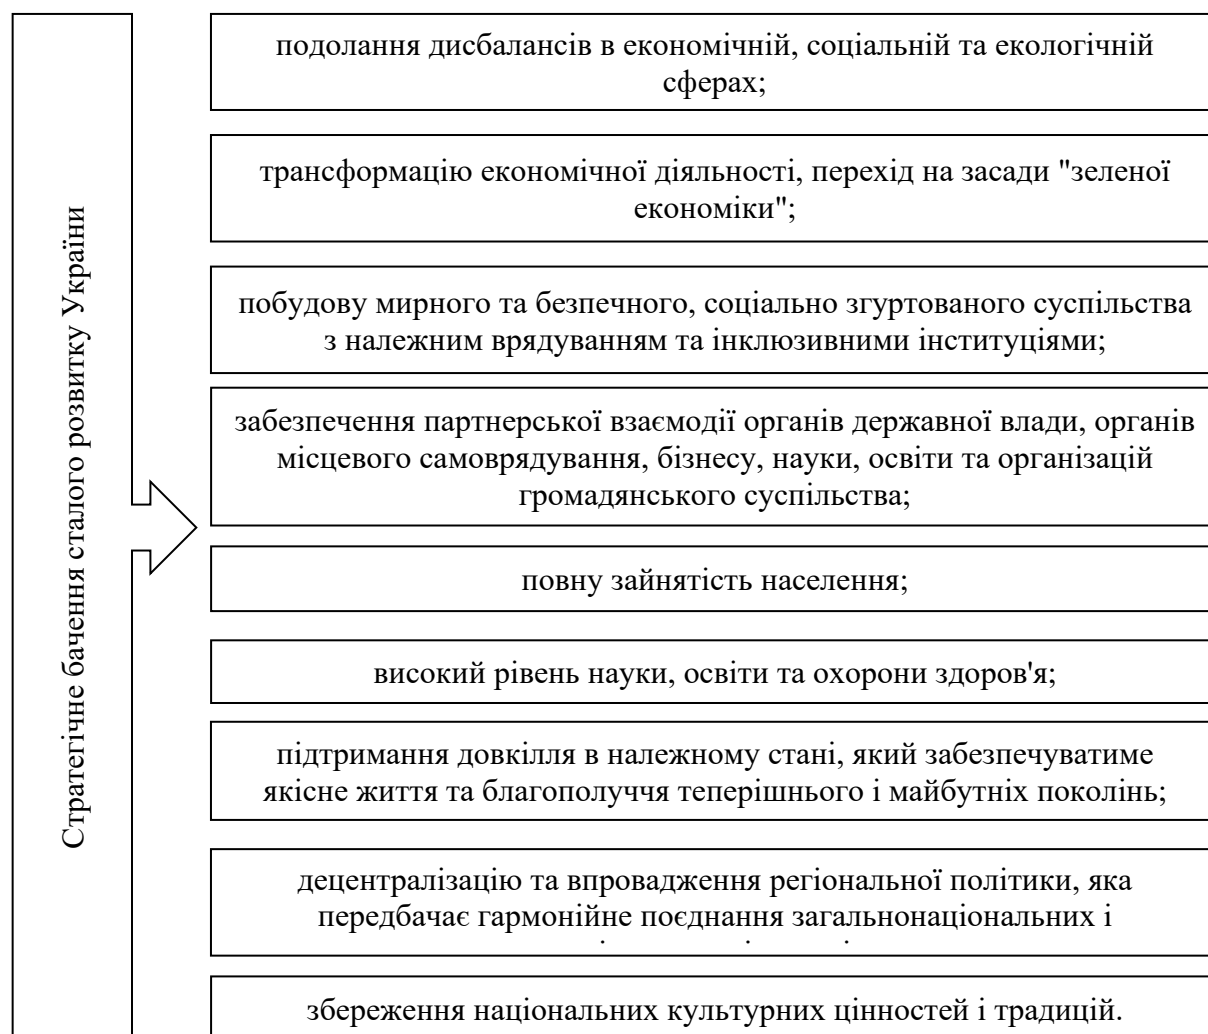 Стратегічне бачення сталого розвитку України
подолання дисбалансів в економічній, соціальній та екологічній
сферах;
трансформацію економічної діяльності, перехід на засади "зеленої
економіки";
побудову мирного та безпечного, соціально згуртованого суспільства
з належним врядуванням та інклюзивними інституціями;
забезпечення партнерської взаємодії органів державної влади, органів
місцевого самоврядування, бізнесу, науки, освіти та організацій
громадянського суспільства;
повну зайнятість населення;
високий рівень науки, освіти та охорони здоров'я;
підтримання довкілля в належному стані, який забезпечуватиме
якісне життя та благополуччя теперішнього і майбутніх поколінь;
децентралізацію та впровадження регіональної політики, яка
передбачає гармонійне поєднання загальнонаціональних і
збереження національних культурних цінностей і традицій.